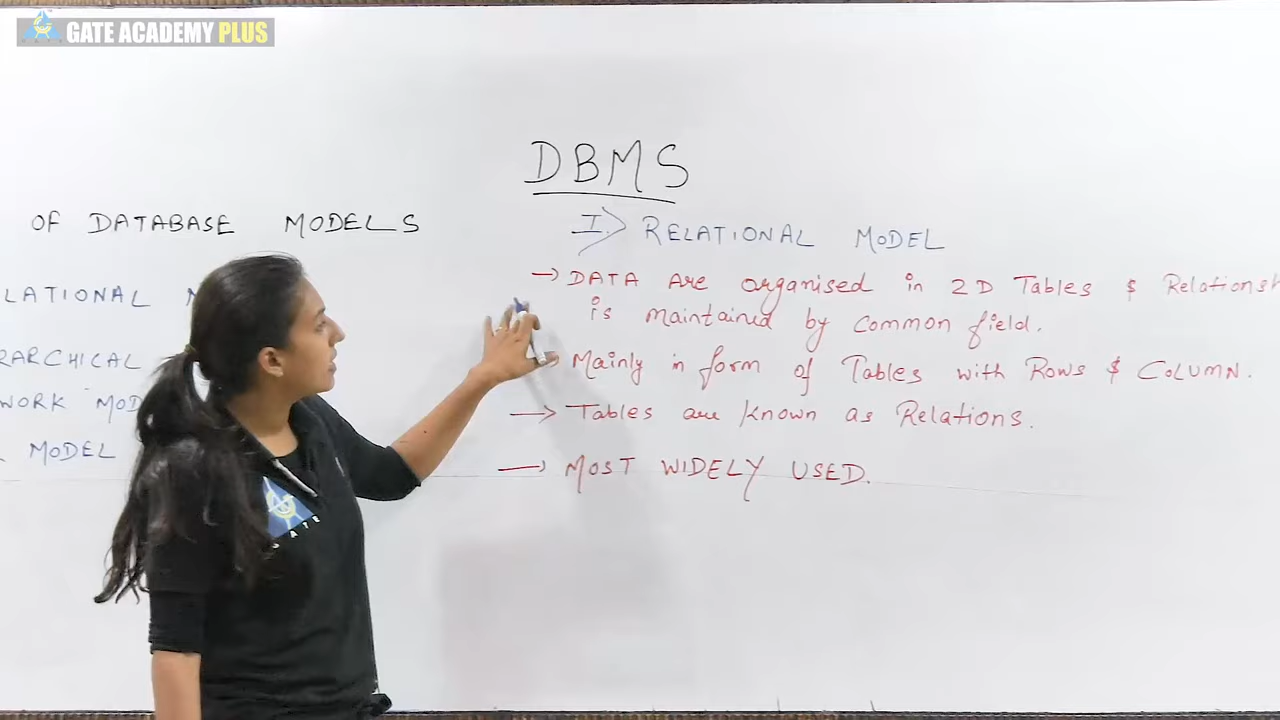 GATE ACADEMY PLUS
DBMS
OF DATABASE MODELS
I> RELATIONAL MODEL
LATIONAL M
→ DATA Are organised in 2D Tables & Relationsh
is maintained by common field.
RARCHICAL
→ Mainly in form of Tables with Rows & COLUMN.
WORK MOD
→ Tables are known as Relations.
MODEL
→ MOST WIDELY USED.
GATE